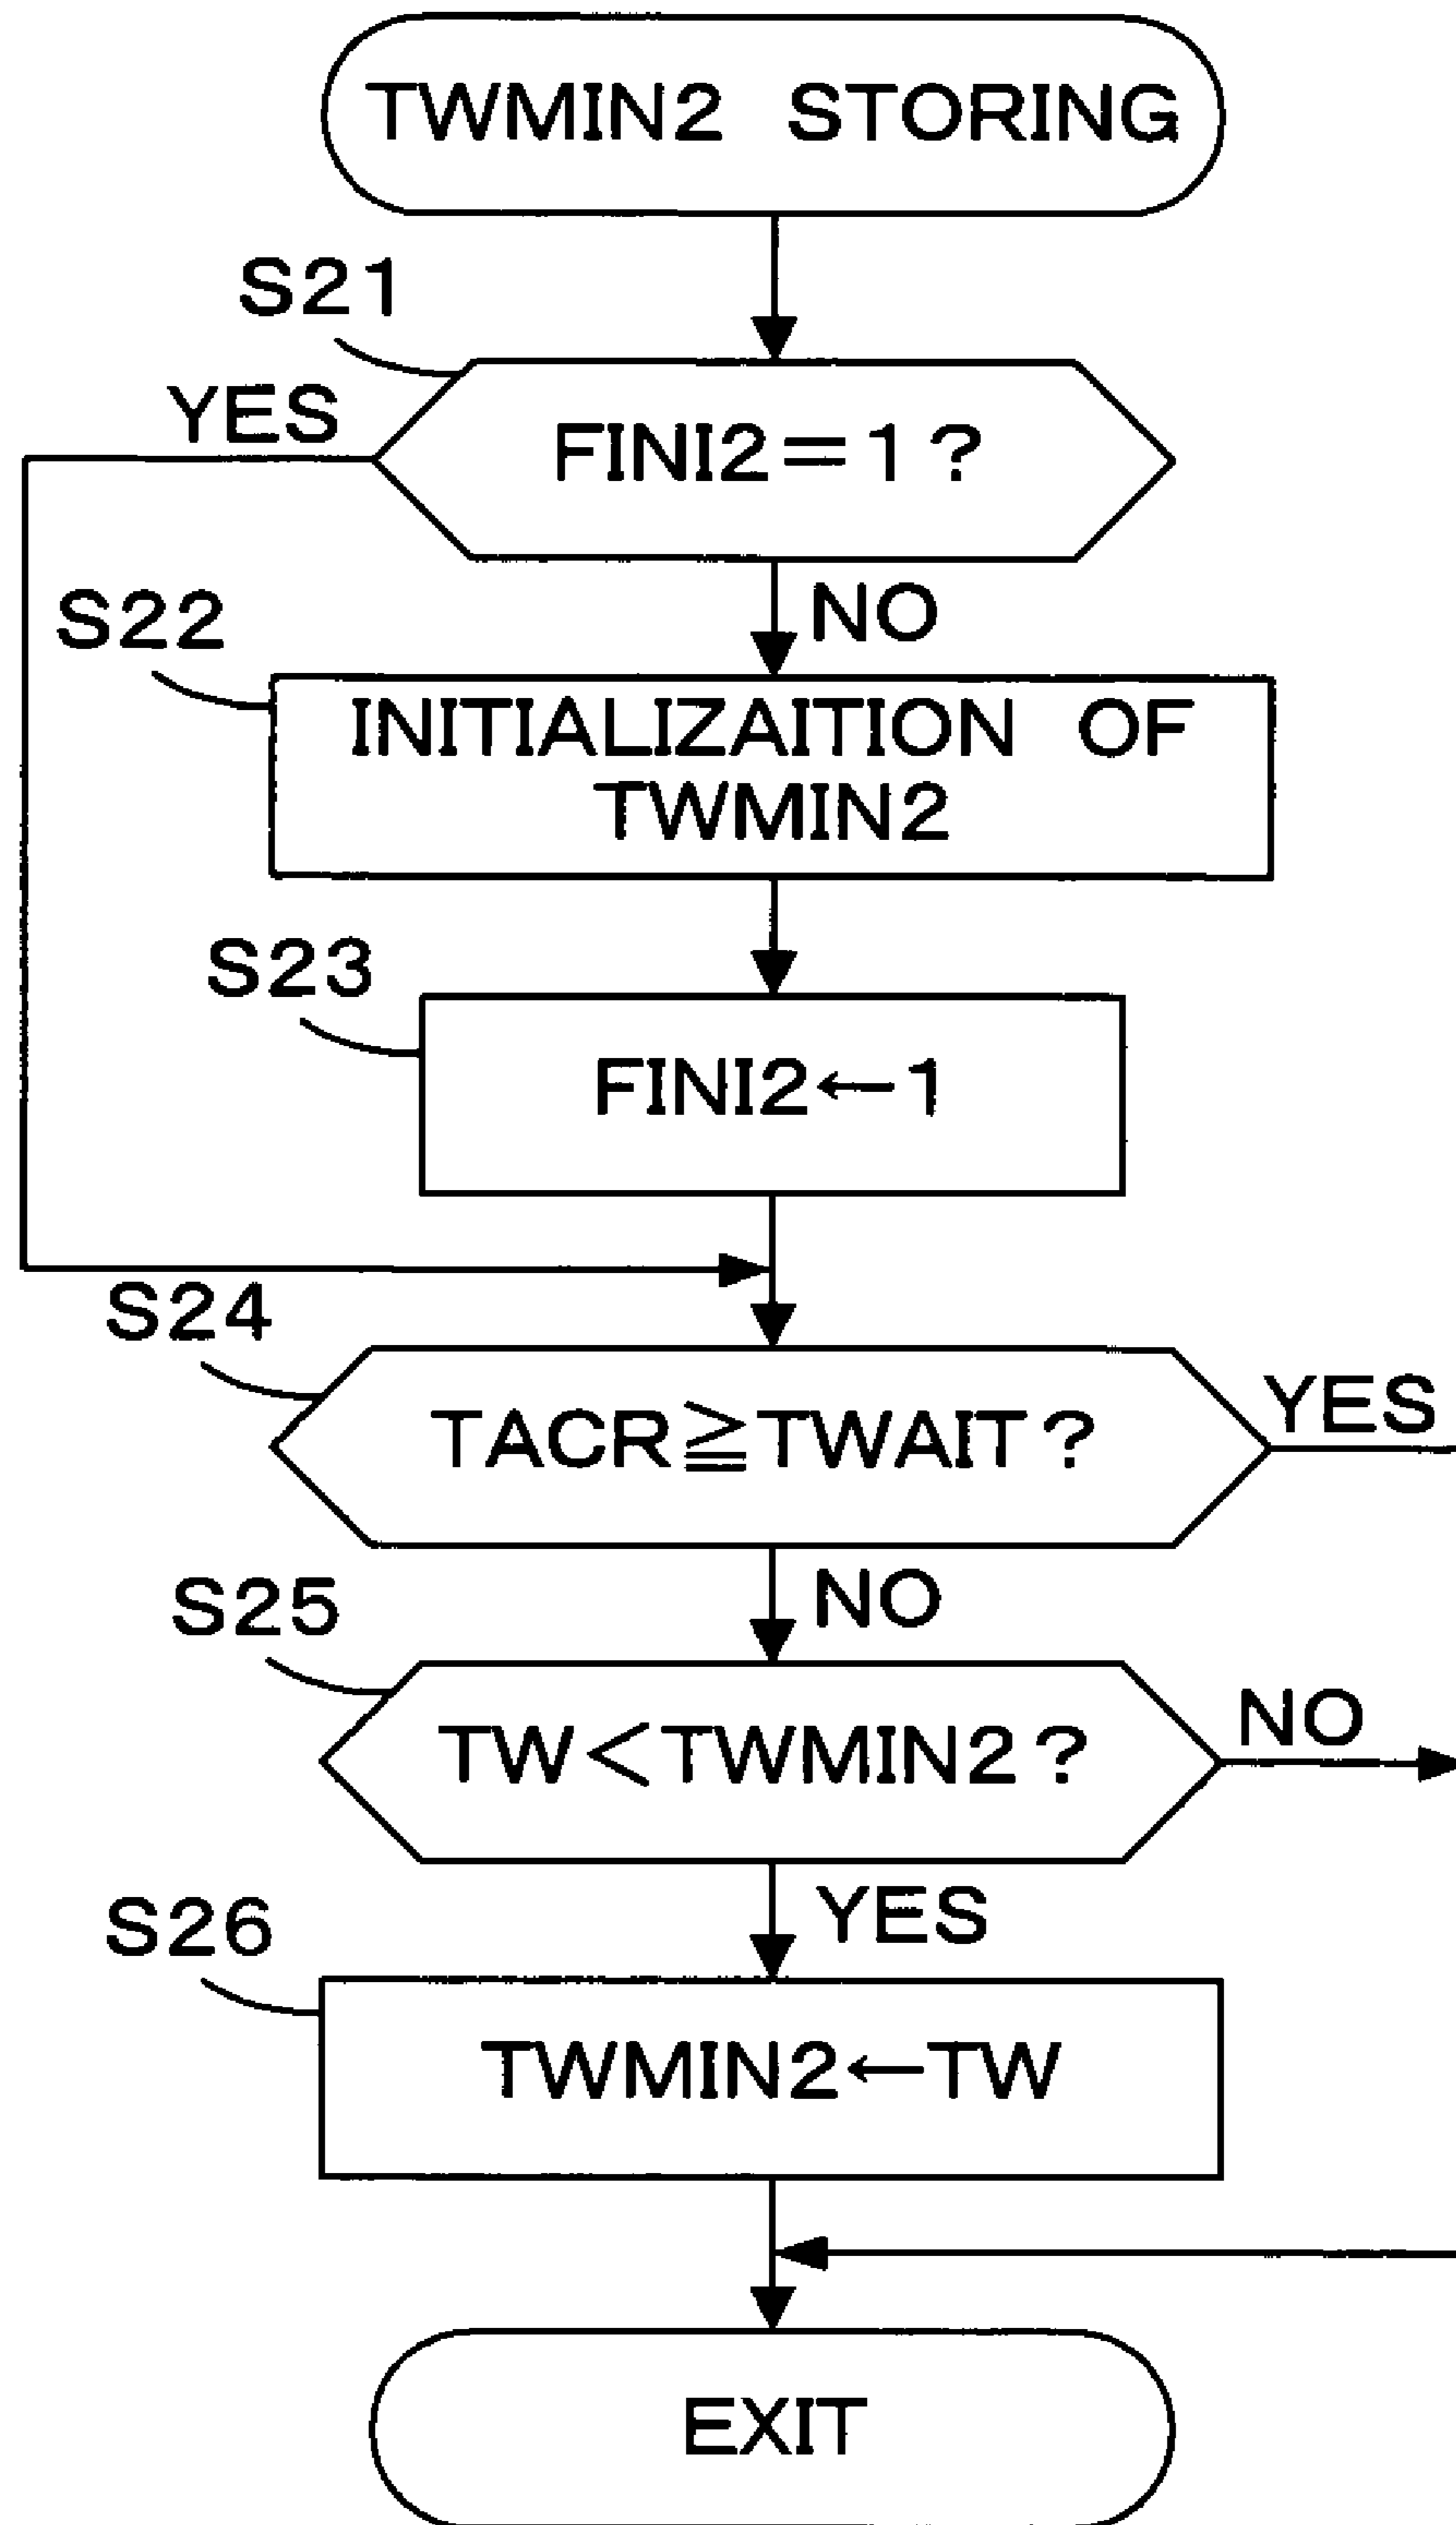 TWMIN2 STORING
S21
YES
FINI2=1?
NO
S22
INITIALIZAITION OF
TWMIN2
S23
FINI2←1
S24
TACR≧TWAIT?
YES
NO
S25
TW<TWMIN2?
NO
YES
S26
TWMIN2←TW
EXIT